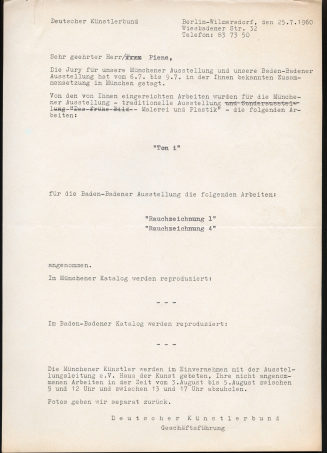 Deutscher Künstlerbund
Berlin-Wilmersdorf, den 25.7.1960
Wiesbadener Str. 32
Telefon: 83 73 50
Sehr geehrter Herr/Frau Piene,
Die Jury für unsere Münchener Ausstellung und unsere Baden-Badener
Ausstellung hat vom 6.7. bis 9.7. in der Ihnen bekannten Zusam-
mensetzung in München getagt.
Von den von Ihnen eingereichten Arbeiten wurden für die Münche-
ner Ausstellung - traditionelle Ausstellung und Sonderausstel-
lung "Das frühe Bild - Malerei und Plastik" - die folgenden Ar-
beiten:
"Ton 1"
für die Baden-Badener Ausstellung die folgenden Arbeiten:
"Rauchzeichnung 1"
"Rauchzeichnung 4"
angenommen.
Im Münchener Katalog werden reproduziert:
- - -
Im Baden-Badener Katalog werden reproduziert:
- - -
Die Münchener Künstler werden im Einvernehmen mit der Ausstel-
lungsleitung e.V. Haus der Kunst gebeten, Ihre nicht angenom-
menen Arbeiten in der Zeit vom 3.August bis 5.August zwischen
9 und 12 Uhr und zwischen 13 und 17 Uhr abzuholen.
Fotos geben wir separat zurück.
Deutscher Künstlerbund
Geschäftsführung